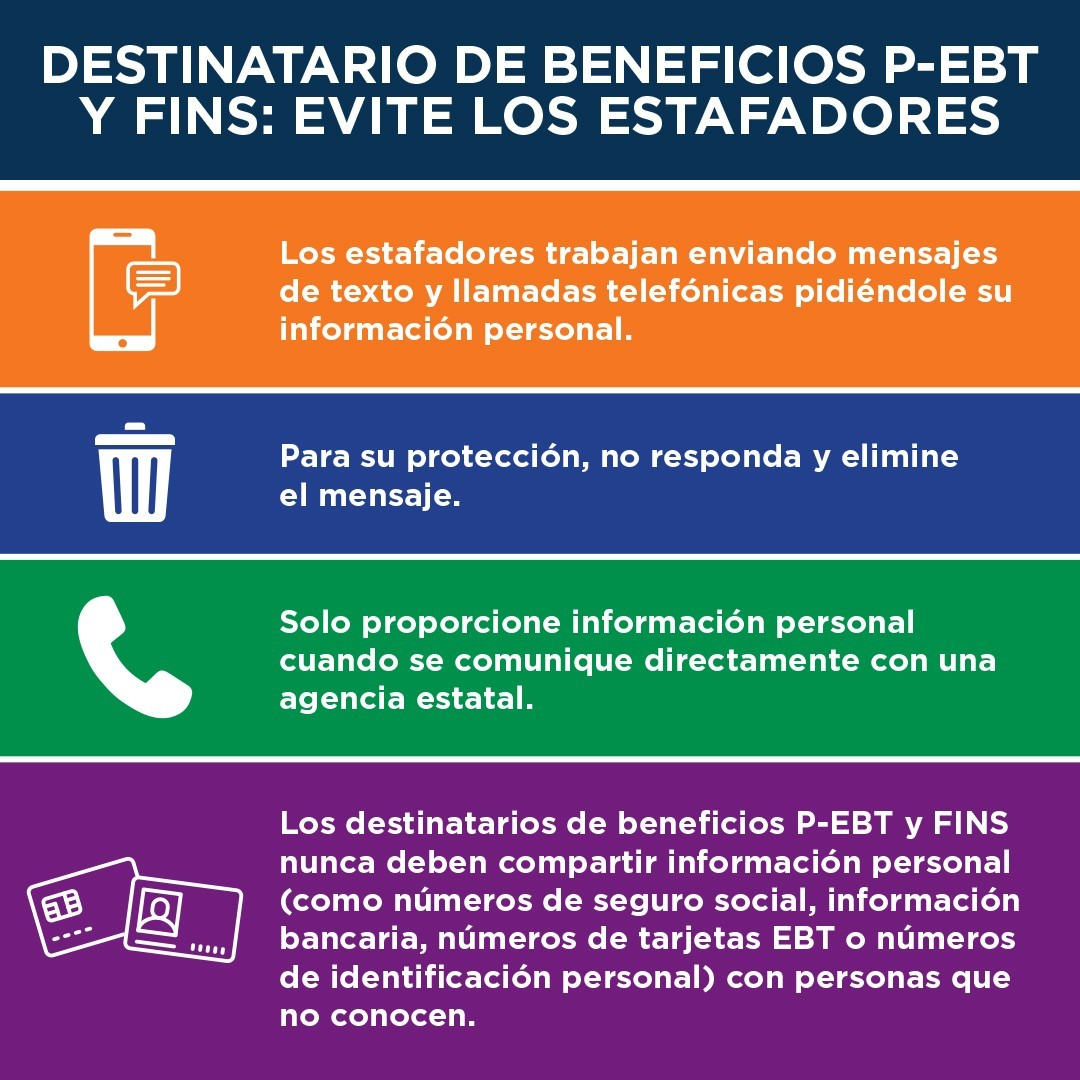 DESTINATARIO DE BENEFICIOS P-EBT
Y FINS: EVITE LOS ESTAFADORES
Los estafadores trabajan enviando mensajes
de texto y llamadas telefónicas pidiéndole su
información personal.
Para su protección, no responda y elimine
el mensaje.
Solo proporcione información personal
cuando se comunique directamente con una
agencia estatal.
Los destinatarios de beneficios P-EBT y FINS
nunca deben compartir información personal
(como números de seguro social, información
bancaria, números de tarjetas EBT o números
de identificación personal) con personas que
no conocen.